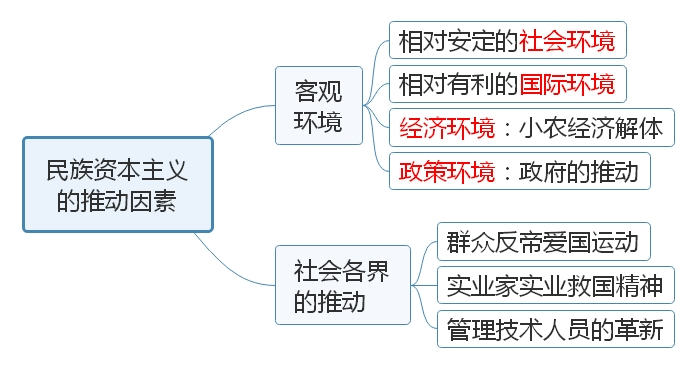 民族资本主义
的推动因素
客观
环境
相对安定的社会环境
相对有利的国际环境
经济环境：小农经济解体
政策环境：政府的推动
社会各界
的推动
群众反帝爱国运动
实业家实业救国精神
管理技术人员的革新